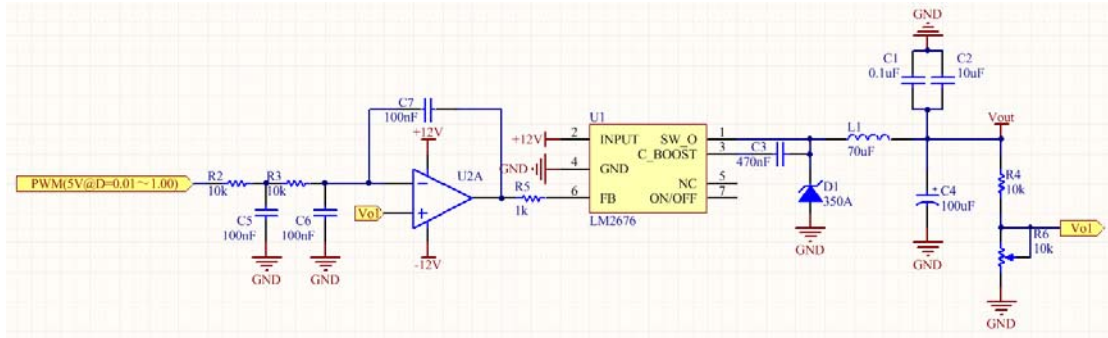 GND
C1
0.1uF
C2
10uF
C7
100nF
+12V
U1
Vout
+12V
2
INPUT
SW_O
1
L1
70uF
C_BOOST
3
C3
470nF
GND
4
GND
PWM(5V@D=0.01～1.00)
R2
10k
R3
10k
U2A
R5
1k
6
FB
NC
5
ON/OFF
7
LM2676
D1
350A
R4
10k
C4
100uF
C5
100nF
C6
100nF
Vo1
-12V
R6
10k
Vo1
GND
GND
GND
GND
GND